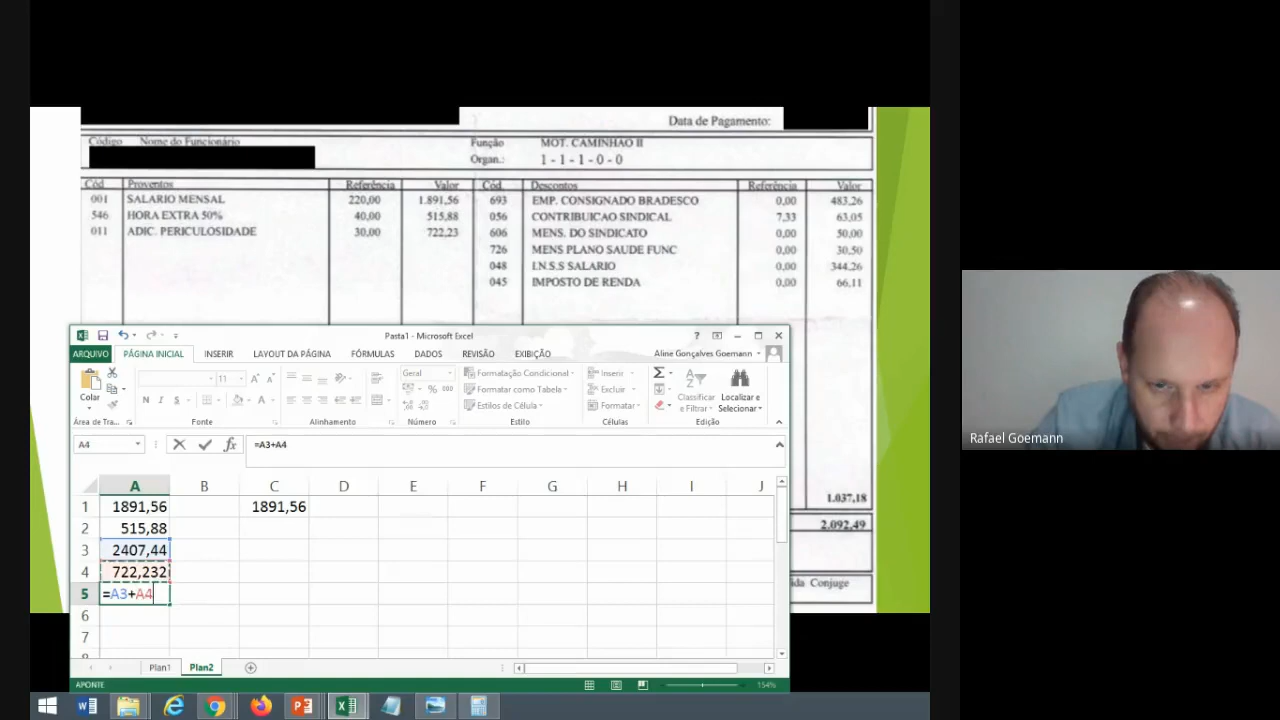 Data de Pagamento:
Código Nome do Funcionário Função MOT. CAMINHAO II
Organ.: 1 - 1 - 1 - 0 - 0
Cód Proventos Referência Valor Cód. Descontos Referência Valor
001 SALARIO MENSAL 220,00 1.891,56 693 EMP. CONSIGNADO BRADESCO 0,00 483,26
546 HORA EXTRA 50% 40,00 515,88 056 CONTRIBUICAO SINDICAL 7,33 63,05
011 ADIC. PERICULOSIDADE 30,00 722,23 606 MENS. DO SINDICATO 0,00 50,00
726 MENS PLANO SAUDE FUNC 0,00 30,50
048 I.N.S.S SALARIO 0,00 344,26
045 IMPOSTO DE RENDA 0,00 66,11
1.037,18
2.092,49
Conjuge
Pasta1 - Microsoft Excel
ARQUIVO PÁGINA INICIAL INSERIR LAYOUT DA PÁGINA FÓRMULAS DADOS REVISÃO EXIBIÇÃO Aline Gonçalves Goemann
Colar
N I S
11 A A
Geral
% 000
Formatação Condicional
Formatar como Tabela
Estilos de Célula
Inserir
Excluir
Formatar
Classificar e Filtrar
Localizar e Selecionar
Área de Tra... Fonte Alinhamento Número Estilo Células Edição
A4 fx =A3+A4
A B C D E F G H I J
1 1891,56 1891,56
2 515,88
3 2407,44
4 722,232
5 =A3+A4
6
7
8
Plan1 Plan2
APONTE 154%
Rafael Goemann